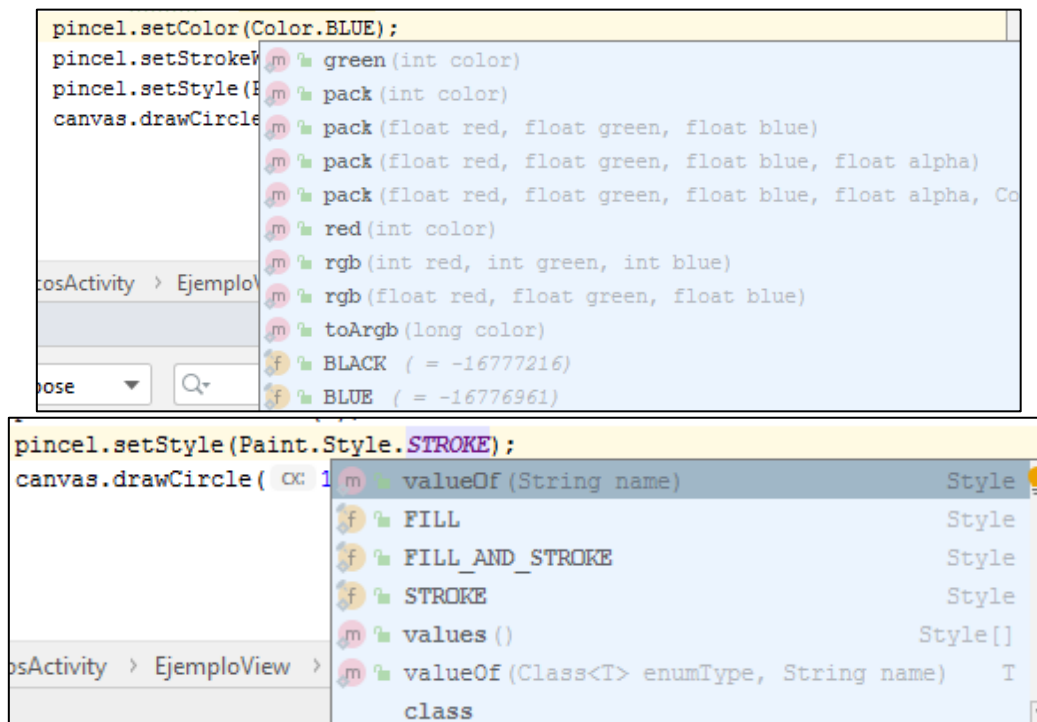 pincel.setColor(Color.BLUE);
pincel.setStrokeW
pincel.setStyle(P
canvas.drawCircle
m green(int color)
m pack(int color)
m pack(float red, float green, float blue)
m pack(float red, float green, float blue, float alpha)
m pack(float red, float green, float blue, float alpha, Co
m red(int color)
m rgb(int red, int green, int blue)
m rgb(float red, float green, float blue)
m toArgb(long color)
f BLACK ( = -16777216)
f BLUE ( = -16776961)
cosActivity > EjemploV
pose
pincel.setStyle(Paint.Style.STROKE);
canvas.drawCircle( cx: 1
m valueOf(String name) Style
f FILL Style
f FILL_AND_STROKE Style
f STROKE Style
m values() Style[]
m valueOf(Class<T> enumType, String name) T
class
osActivity > EjemploView >